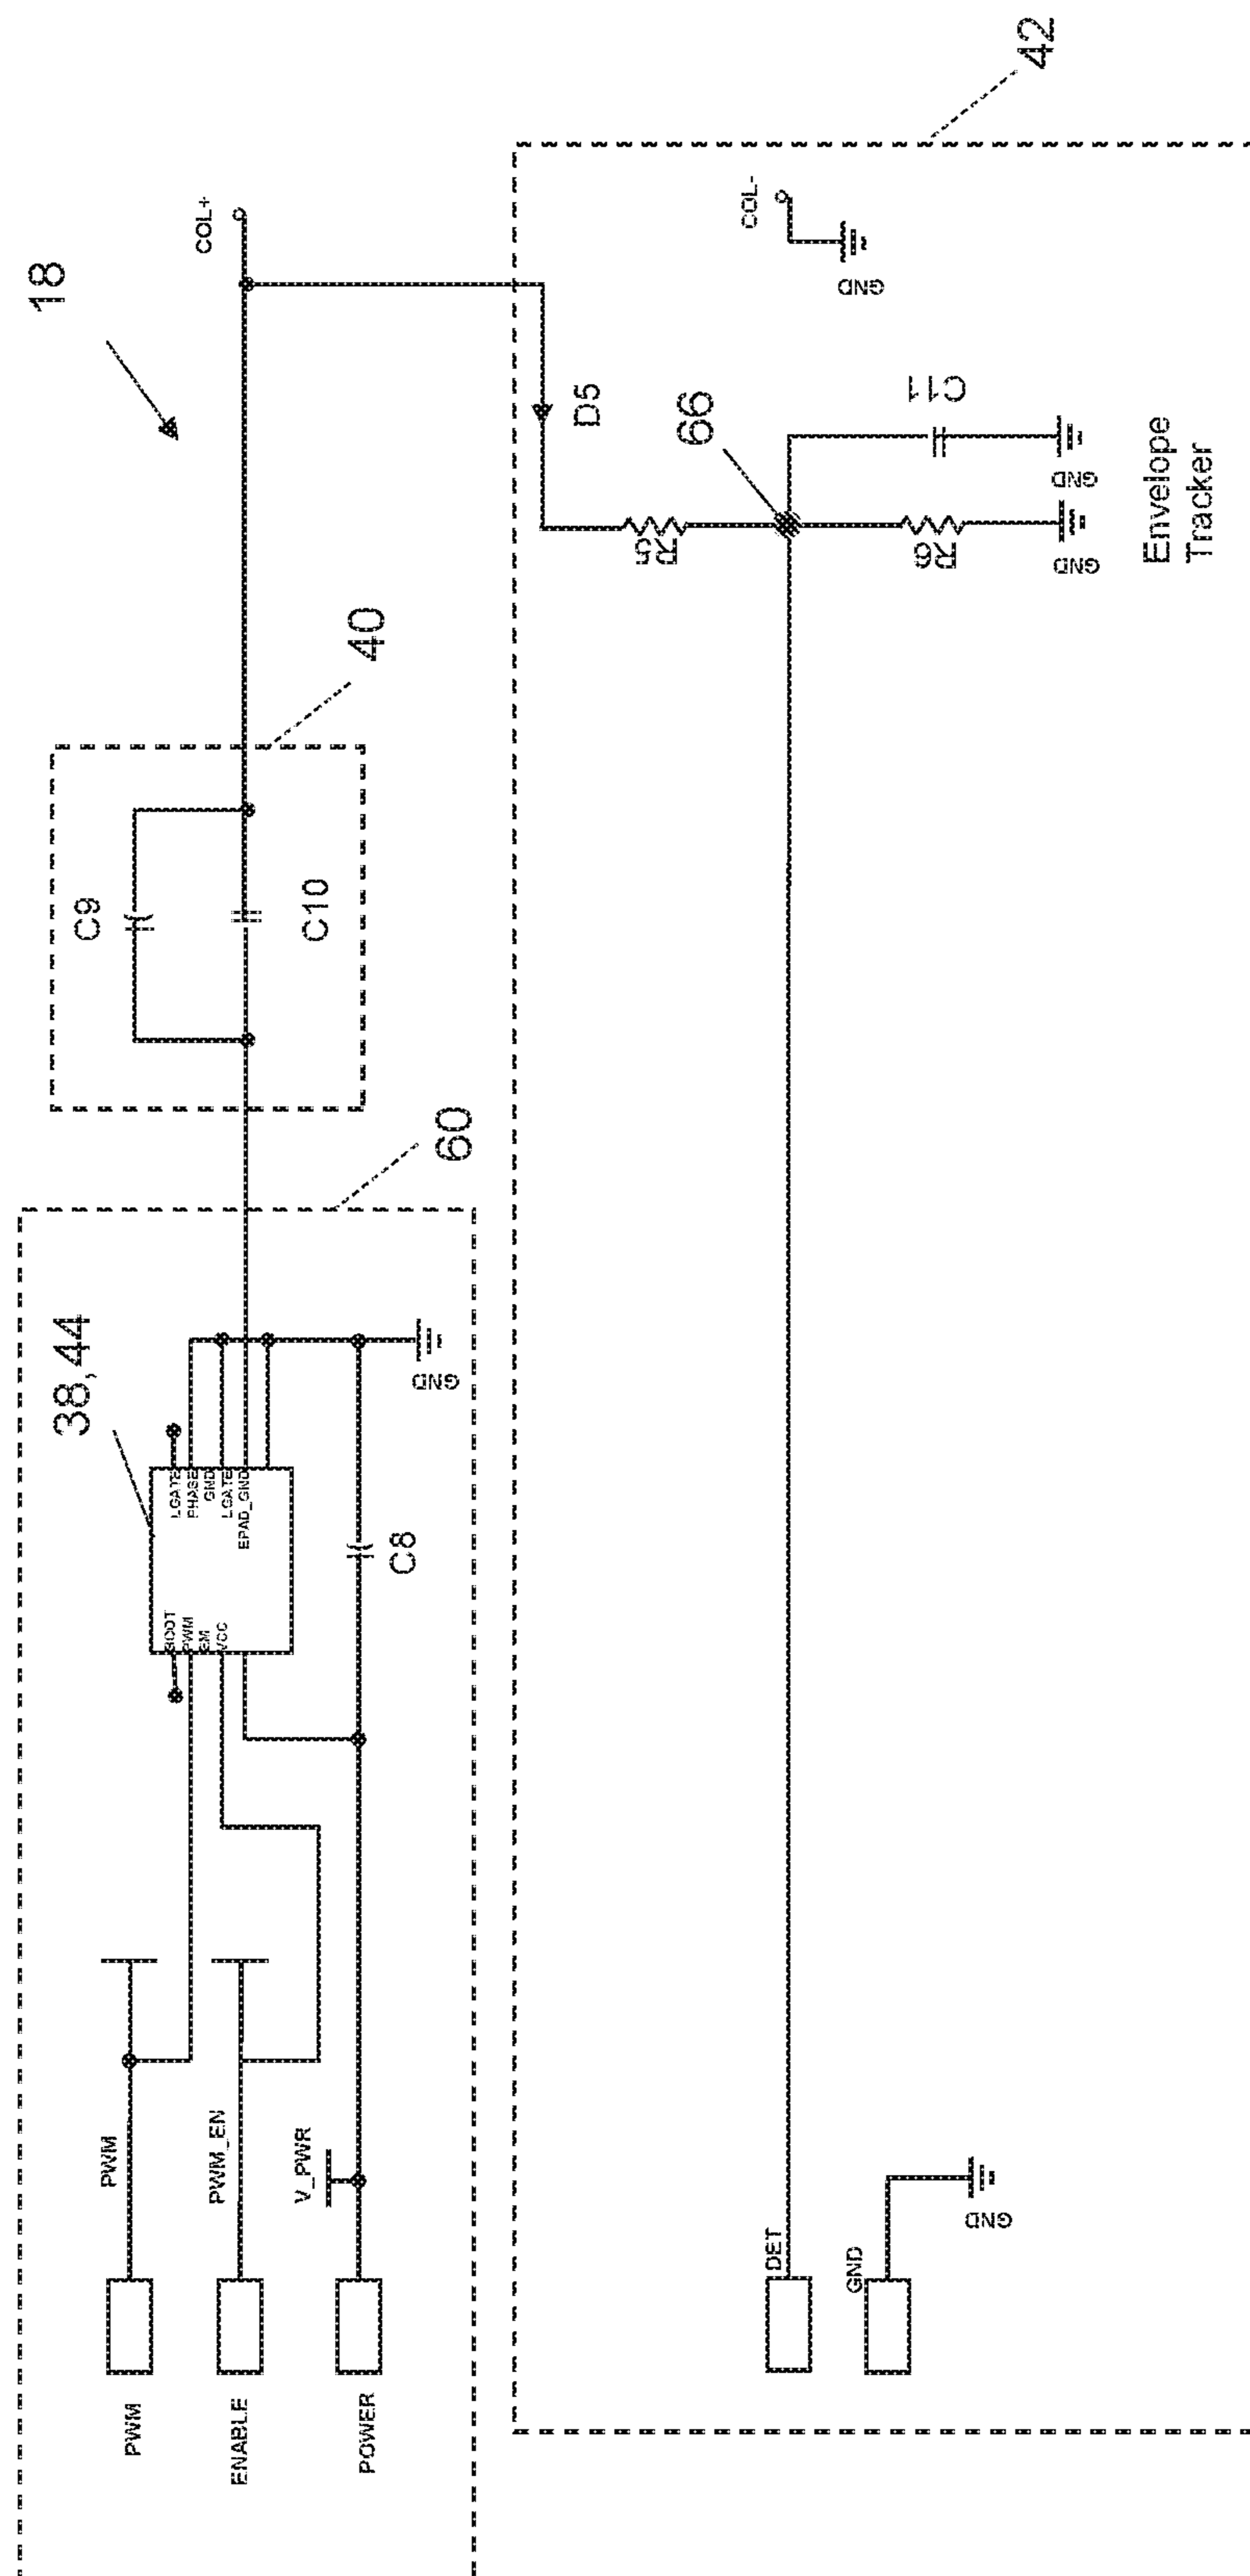 18
42
COL+
COL-
GND
D5
66
C11
R5
R6
GND
GND
Envelope
Tracker
40
C9
C10
60
38,44
LGATE
PHASE
GND
LGATE
EPAD_GND
GND
BOOT
PWM
VCC
C8
PWM
PWM_EN
V_PWR
PWM
ENABLE
POWER
DET
GND
GND